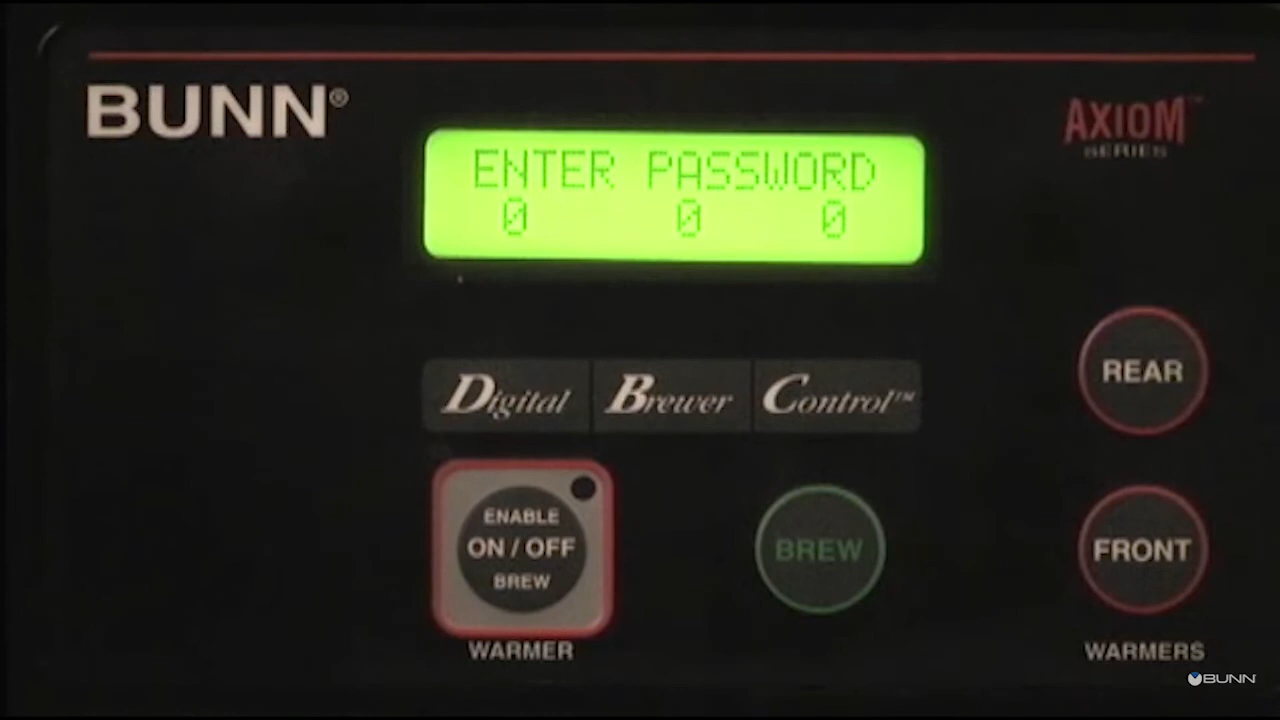 BUNN®
AXIOM™
SERIES
ENTER PASSWORD
0 0 0
Digital Brewer Control™
REAR
ENABLE
ON / OFF
BREW
BREW
FRONT
WARMER
WARMERS
BUNN